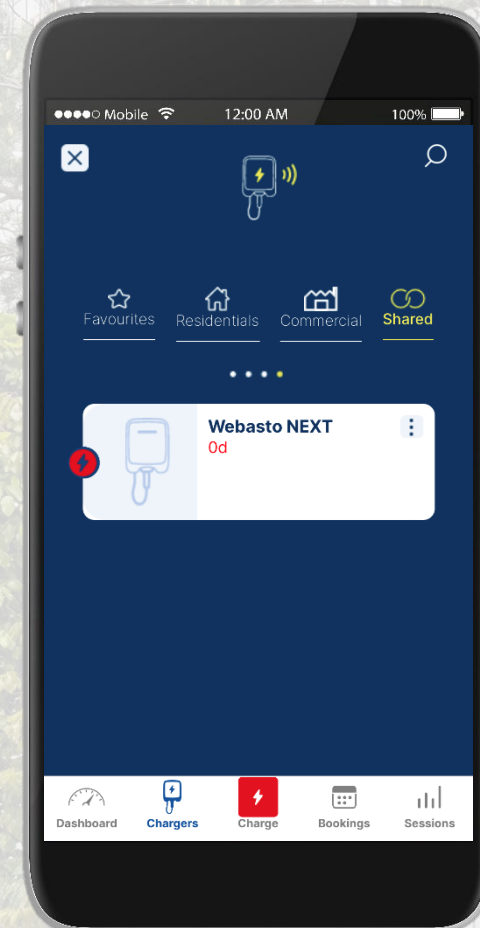 Mobile 12:00 AM 100%
Favourites Residentials Commercial Shared
Webasto NEXT
0d
Dashboard Chargers Charge Bookings Sessions